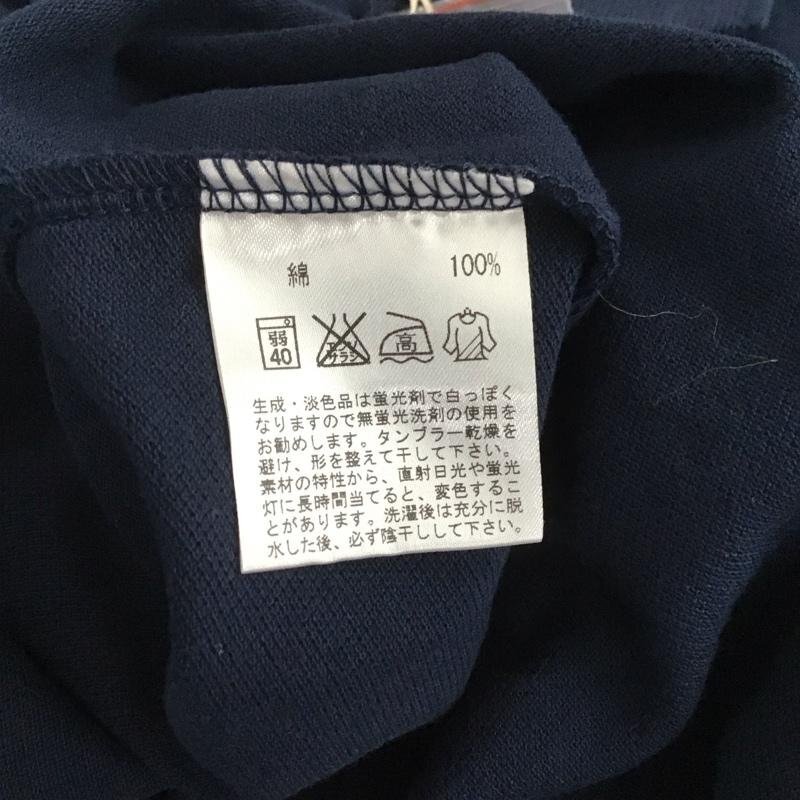 綿 100%
弱 エンソ 高
40 サラシ
生成・淡色品は蛍光剤で白っぽく
なりますので無蛍光洗剤の使用を
お勧めします。タンブラー乾燥を
避け、形を整えて干して下さい。
素材の特性から、直射日光や蛍光
灯に長時間当てると、変色するこ
とがあります。洗濯後は充分に脱
水した後、必ず陰干しして下さい。